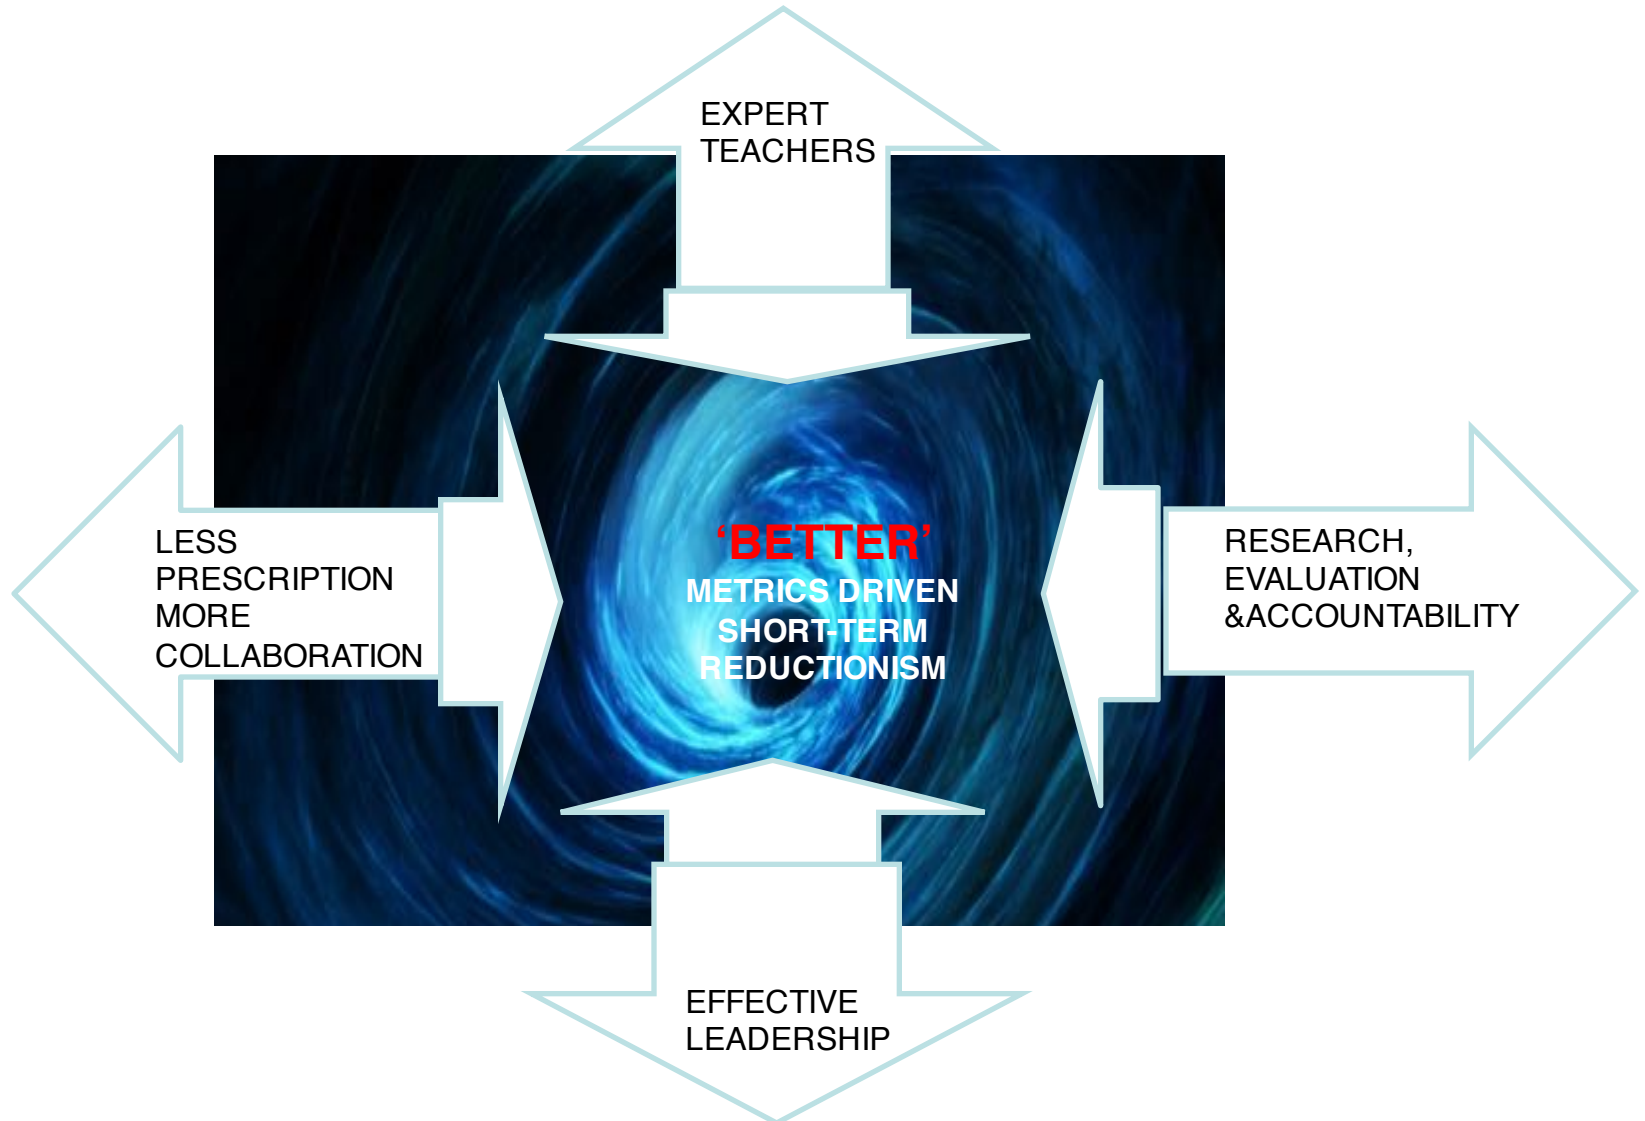 EXPERT
TEACHERS
LESS
PRESCRIPTION
MORE
COLLABORATION
‘BETTER’
METRICS DRIVEN
SHORT-TERM
REDUCTIONISM
RESEARCH,
EVALUATION
&ACCOUNTABILITY
EFFECTIVE
LEADERSHIP